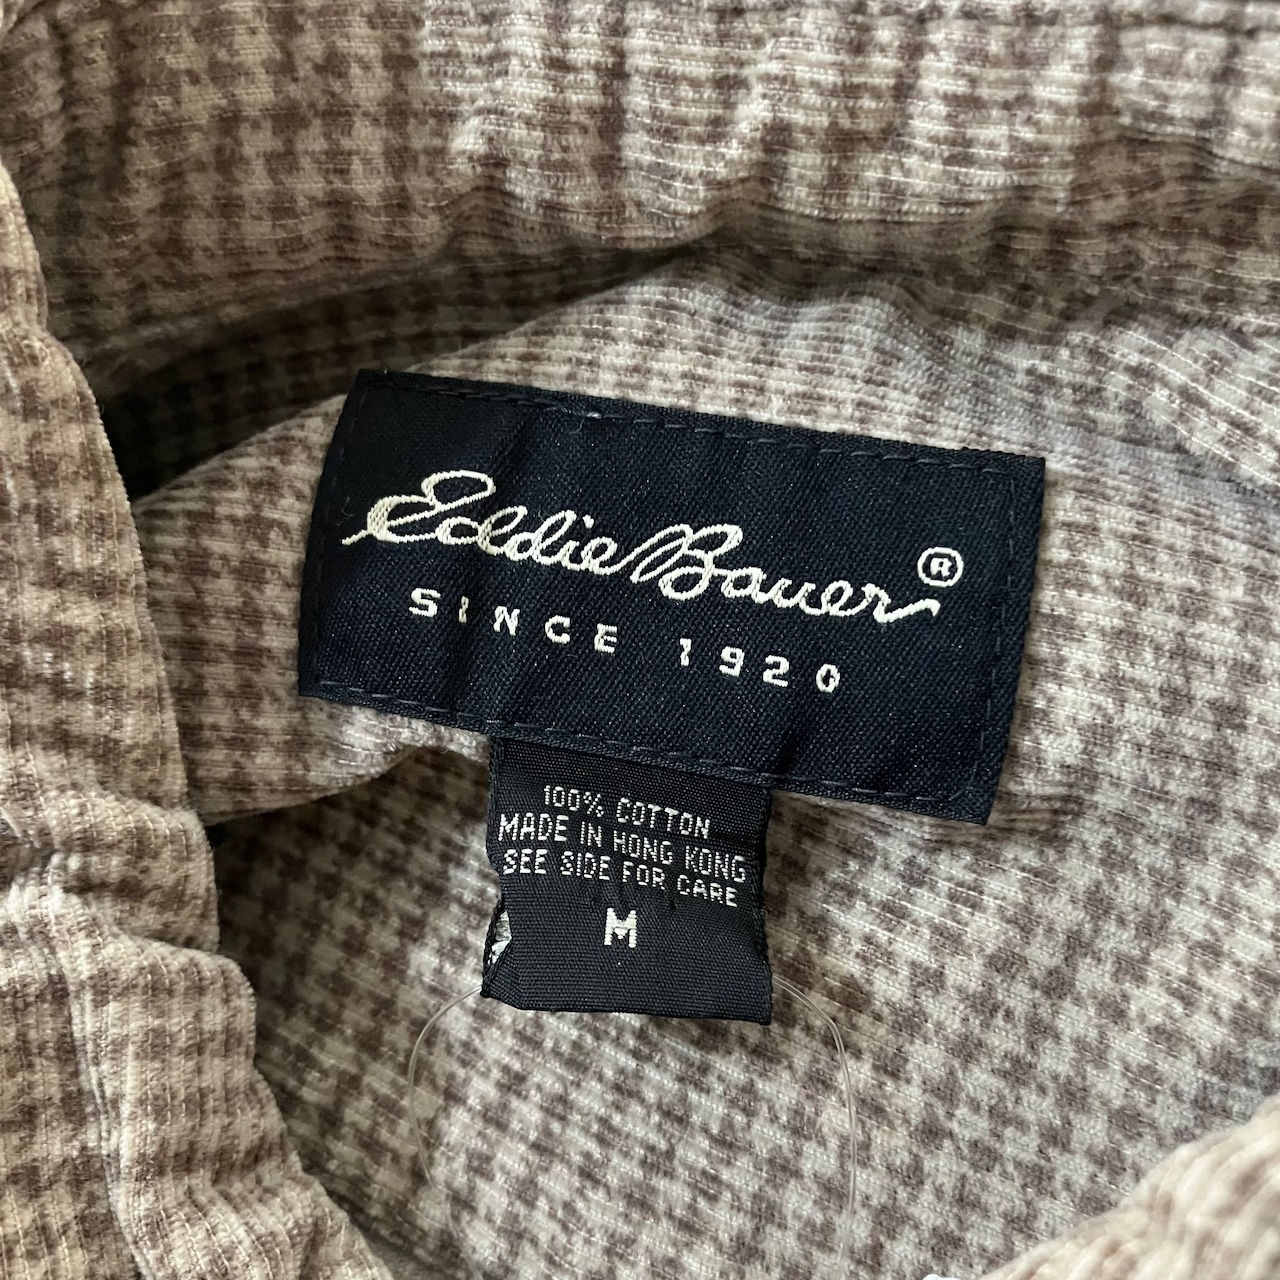 Eddie Bauer®
SINCE 1920
100% COTTON
MADE IN HONG KONG
SEE SIDE FOR CARE
M